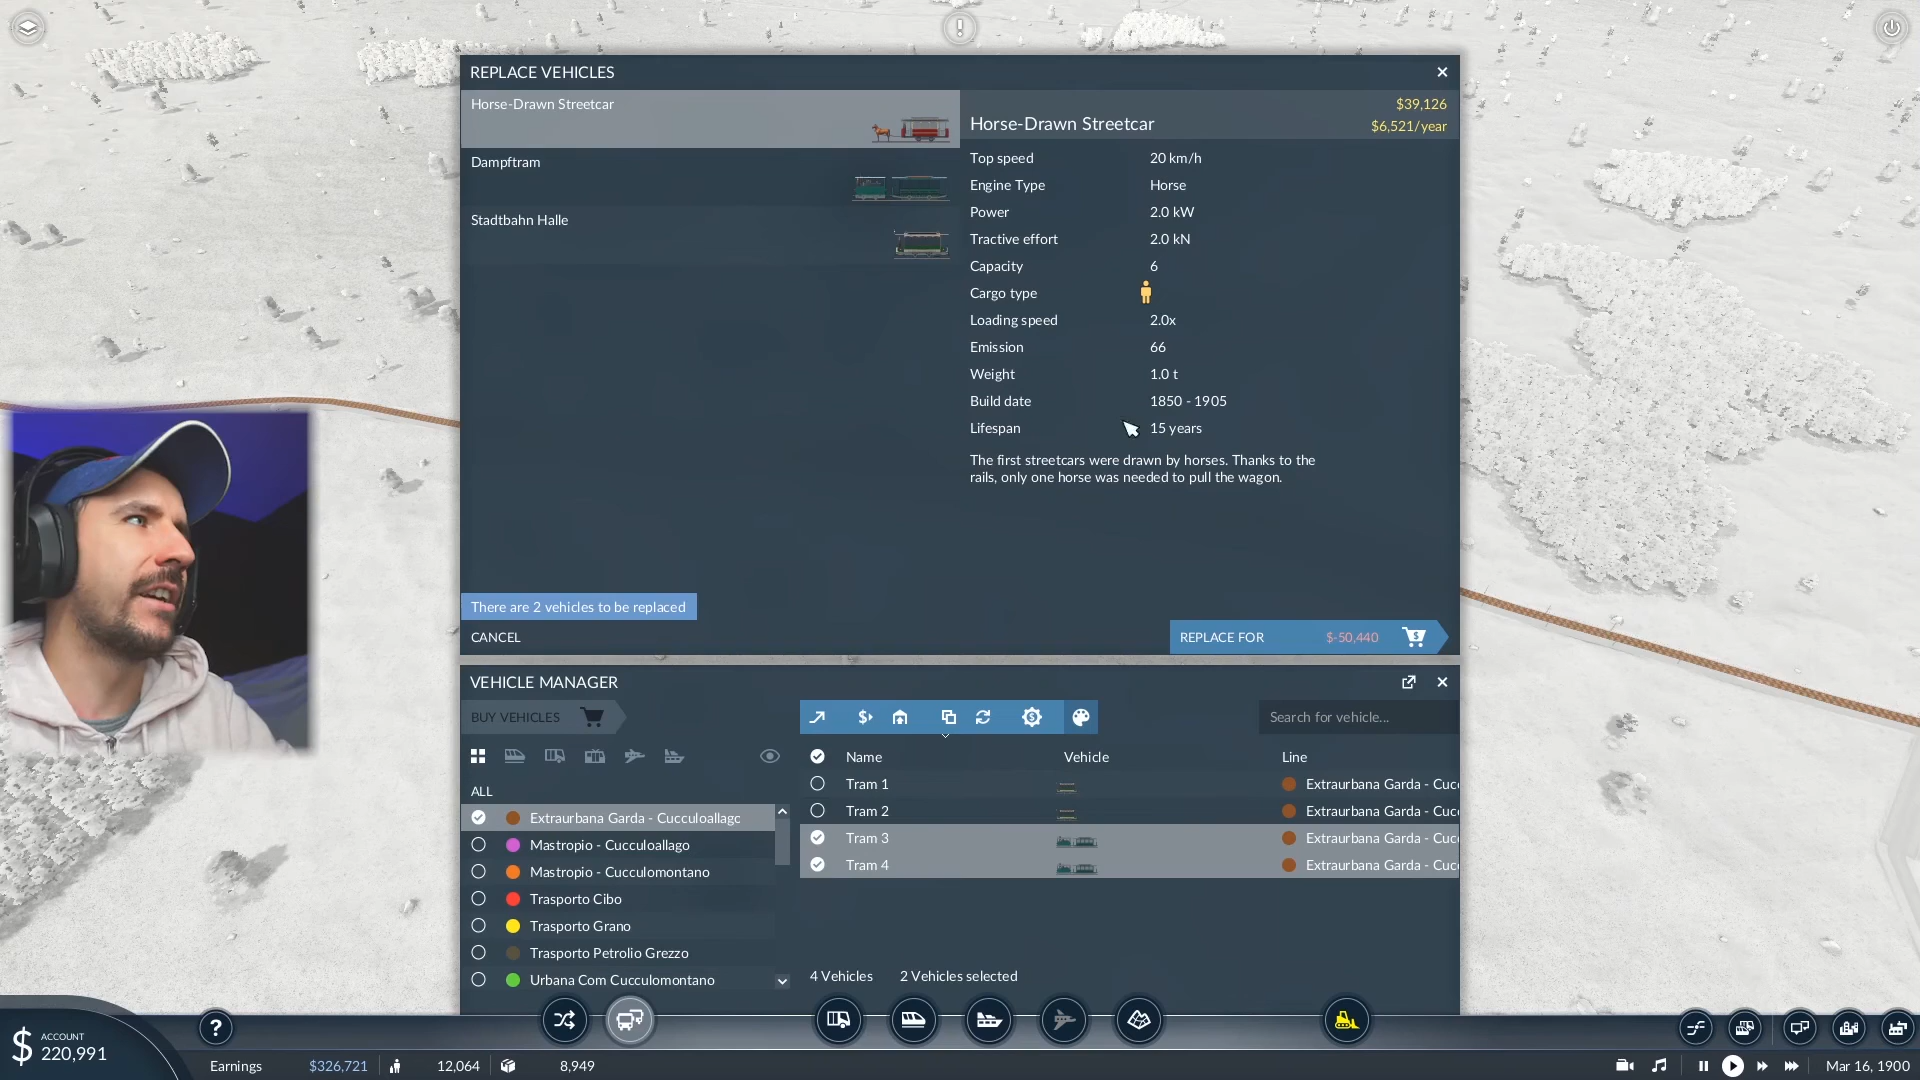 REPLACE VEHICLES
Horse-Drawn Streetcar
Dampftram
Stadtbahn Halle
$39,126
Horse-Drawn Streetcar
$6,521/year
Top speed 20 km/h
Engine Type Horse
Power 2.0 kW
Tractive effort 2.0 kN
Capacity 6
Cargo type
Loading speed 2.0x
Emission 66
Weight 1.0 t
Build date 1850 - 1905
Lifespan 15 years
The first streetcars were drawn by horses. Thanks to the
rails, only one horse was needed to pull the wagon.
There are 2 vehicles to be replaced
CANCEL
REPLACE FOR $-50,440
VEHICLE MANAGER
BUY VEHICLES
Search for vehicle...
ALL
Extraurbana Garda - Cucculoallago
Mastropio - Cucculoallago
Mastropio - Cucculomontano
Trasporto Cibo
Trasporto Grano
Trasporto Petrolio Grezzo
Urbana Com Cucculomontano
Name Vehicle Line
Tram 1 Extraurbana Garda - Cucc
Tram 2 Extraurbana Garda - Cucc
Tram 3 Extraurbana Garda - Cucc
Tram 4 Extraurbana Garda - Cucc
4 Vehicles 2 Vehicles selected
ACCOUNT
$ 220,991
?
Earnings $326,721 12,064 8,949
Mar 16, 1900